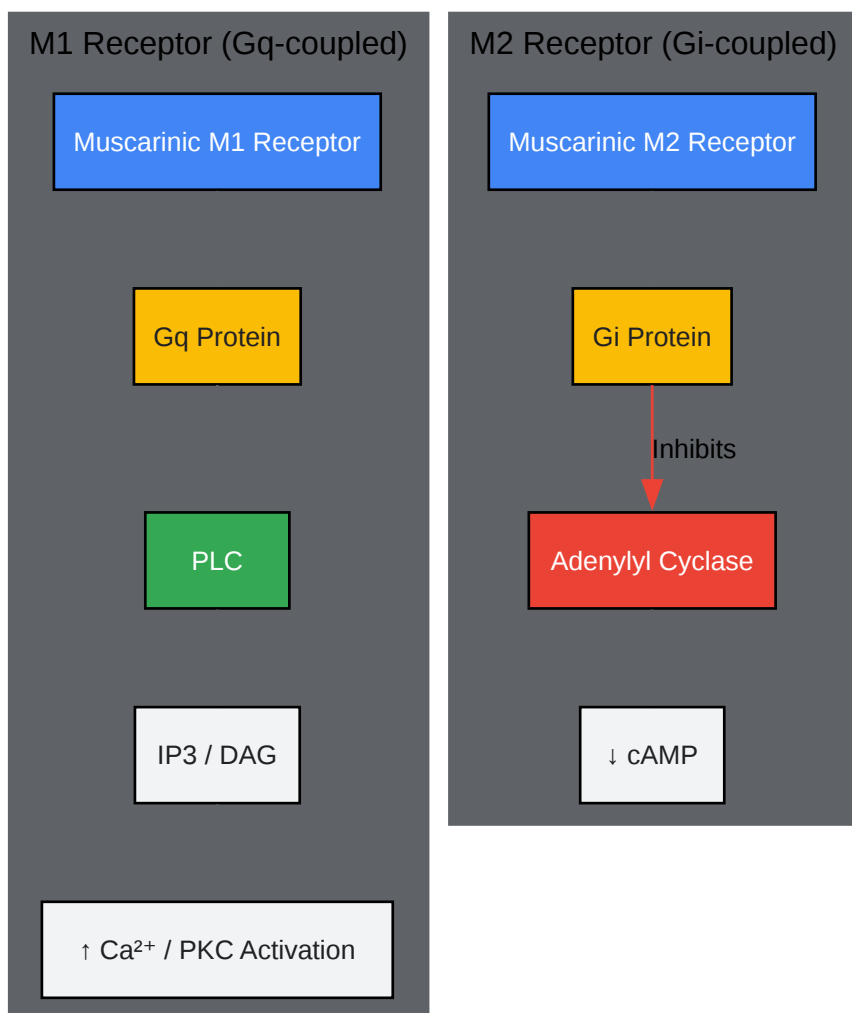 M1 Receptor (Gq-coupled)
Muscarinic M1 Receptor
Gq Protein
PLC
IP3 / DAG
↑ Ca²⁺ / PKC Activation
M2 Receptor (Gi-coupled)
Muscarinic M2 Receptor
Gi Protein
Inhibits
Adenylyl Cyclase
↓ cAMP